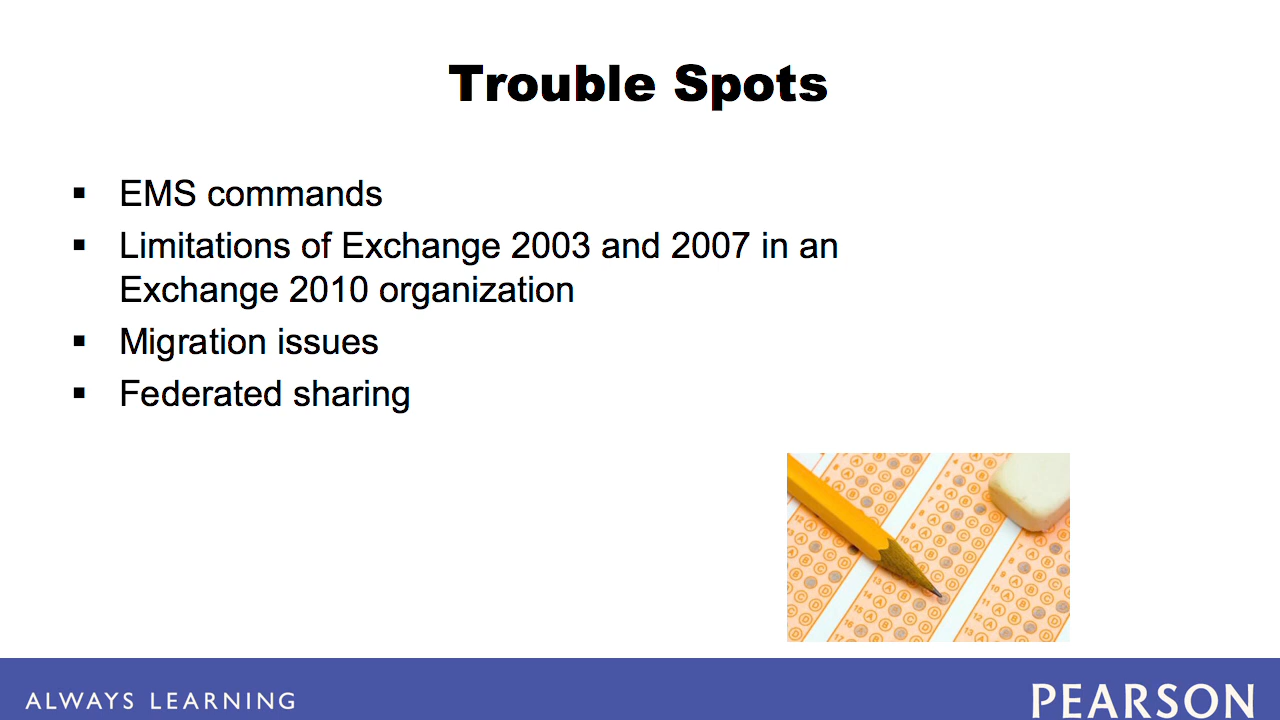 Trouble Spots
▪ EMS commands
▪ Limitations of Exchange 2003 and 2007 in an
Exchange 2010 organization
▪ Migration issues
▪ Federated sharing
ALWAYS LEARNING
PEARSON